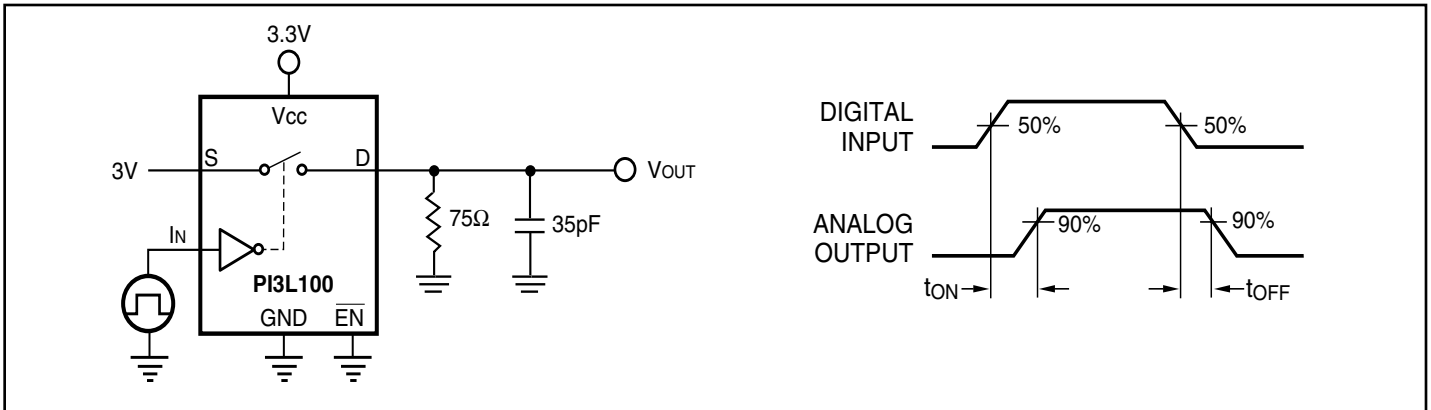 3.3V
Vcc
3V
S
D
VOUT
75Ω
35pF
IN
PI3L100
GND
EN
DIGITAL
INPUT
50%
50%
ANALOG
OUTPUT
90%
90%
tON
tOFF